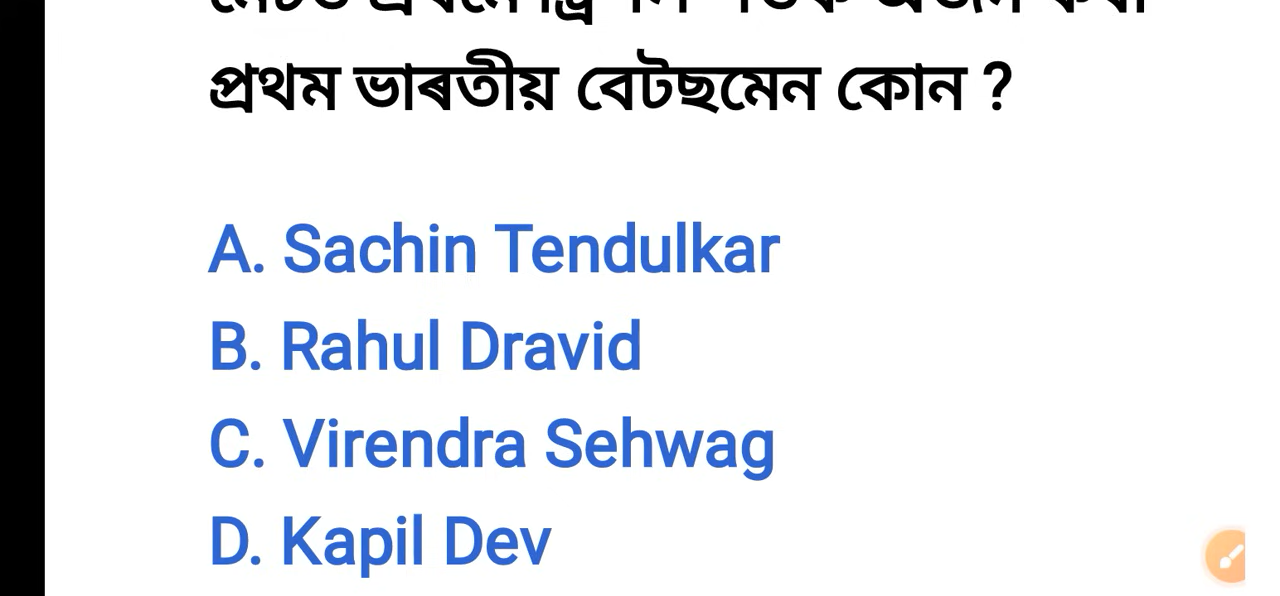 প্ৰথম ভাৰতীয় বেটছমেন কোন ?
A. Sachin Tendulkar
B. Rahul Dravid
C. Virendra Sehwag
D. Kapil Dev